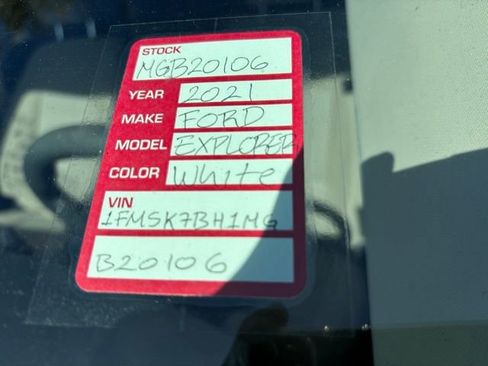 STOCK
MGB20106
YEAR 2021
MAKE FORD
MODEL EXPLORER
COLOR White
VIN
1FMSK7BH1MG
B20106